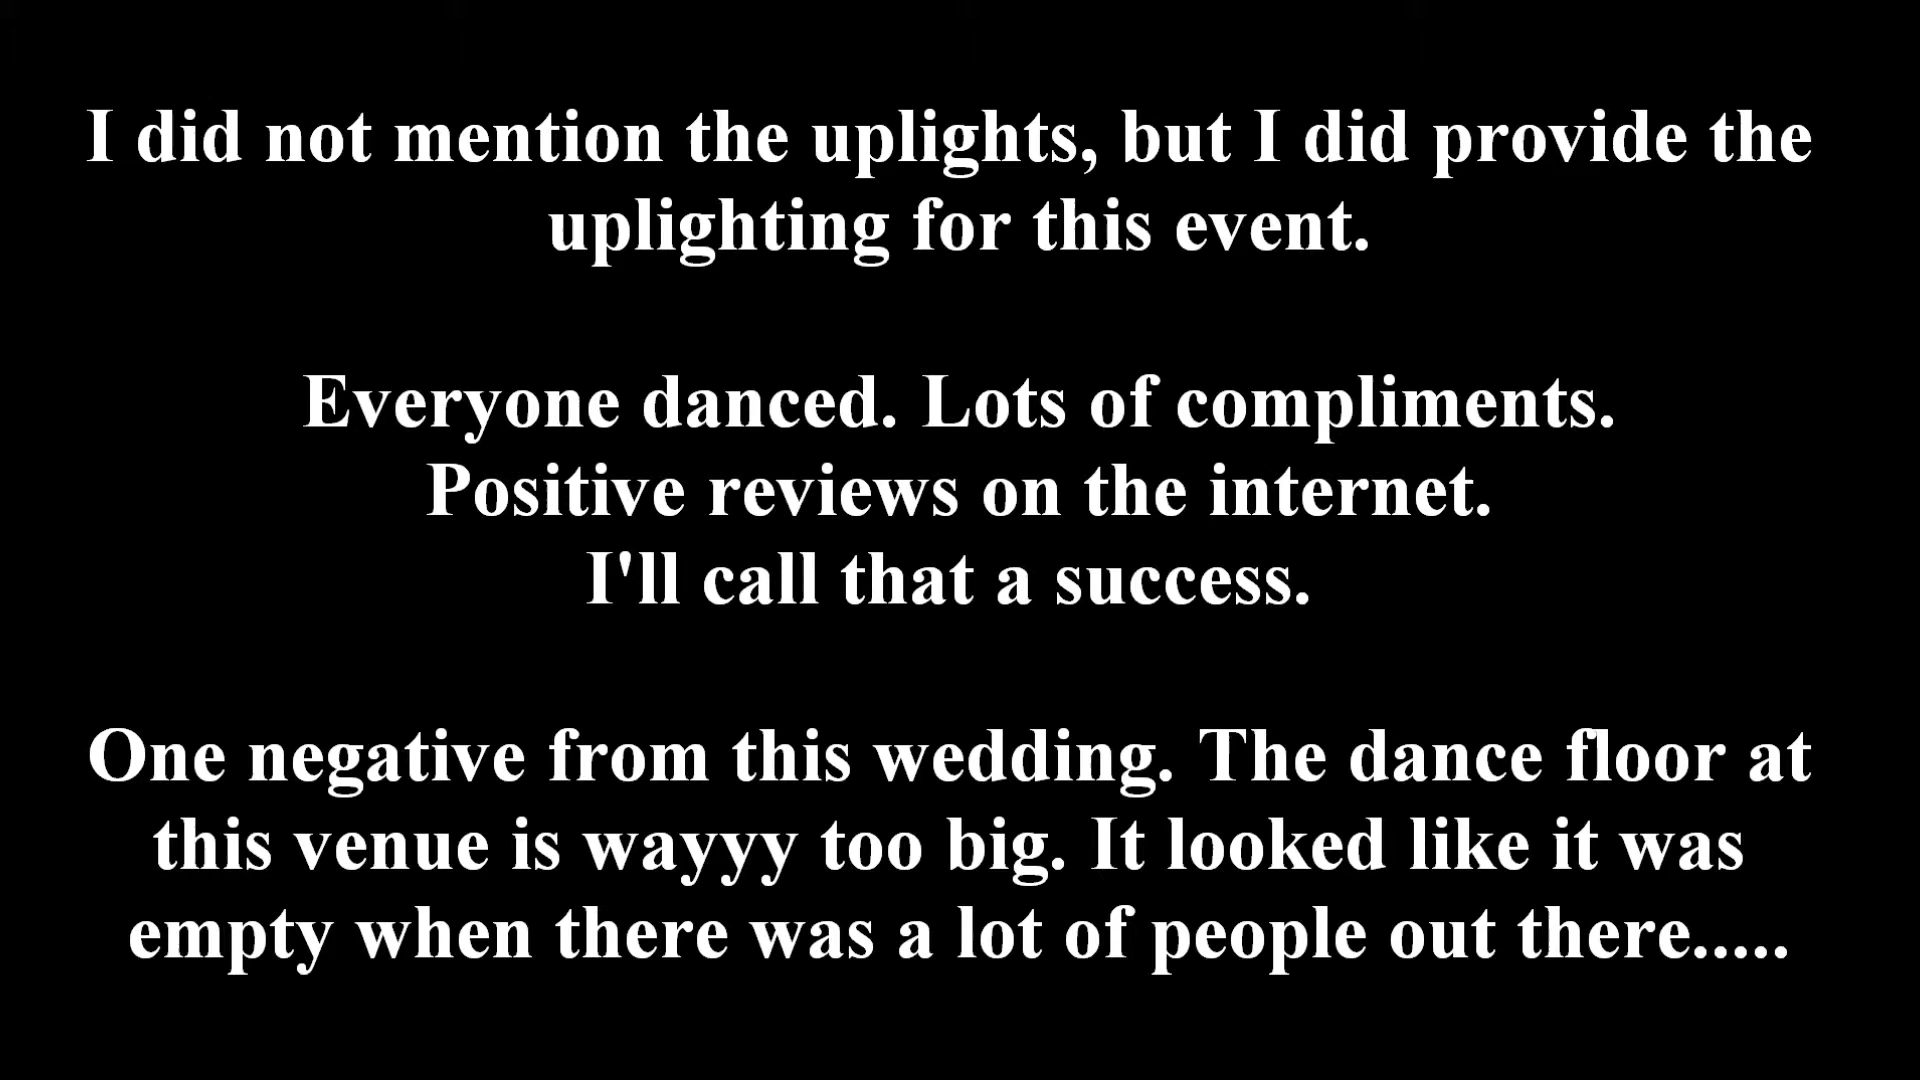 I did not mention the uplights, but I did provide the
uplighting for this event.
Everyone danced. Lots of compliments.
Positive reviews on the internet.
I'll call that a success.
One negative from this wedding. The dance floor at
this venue is wayyy too big. It looked like it was
empty when there was a lot of people out there.....